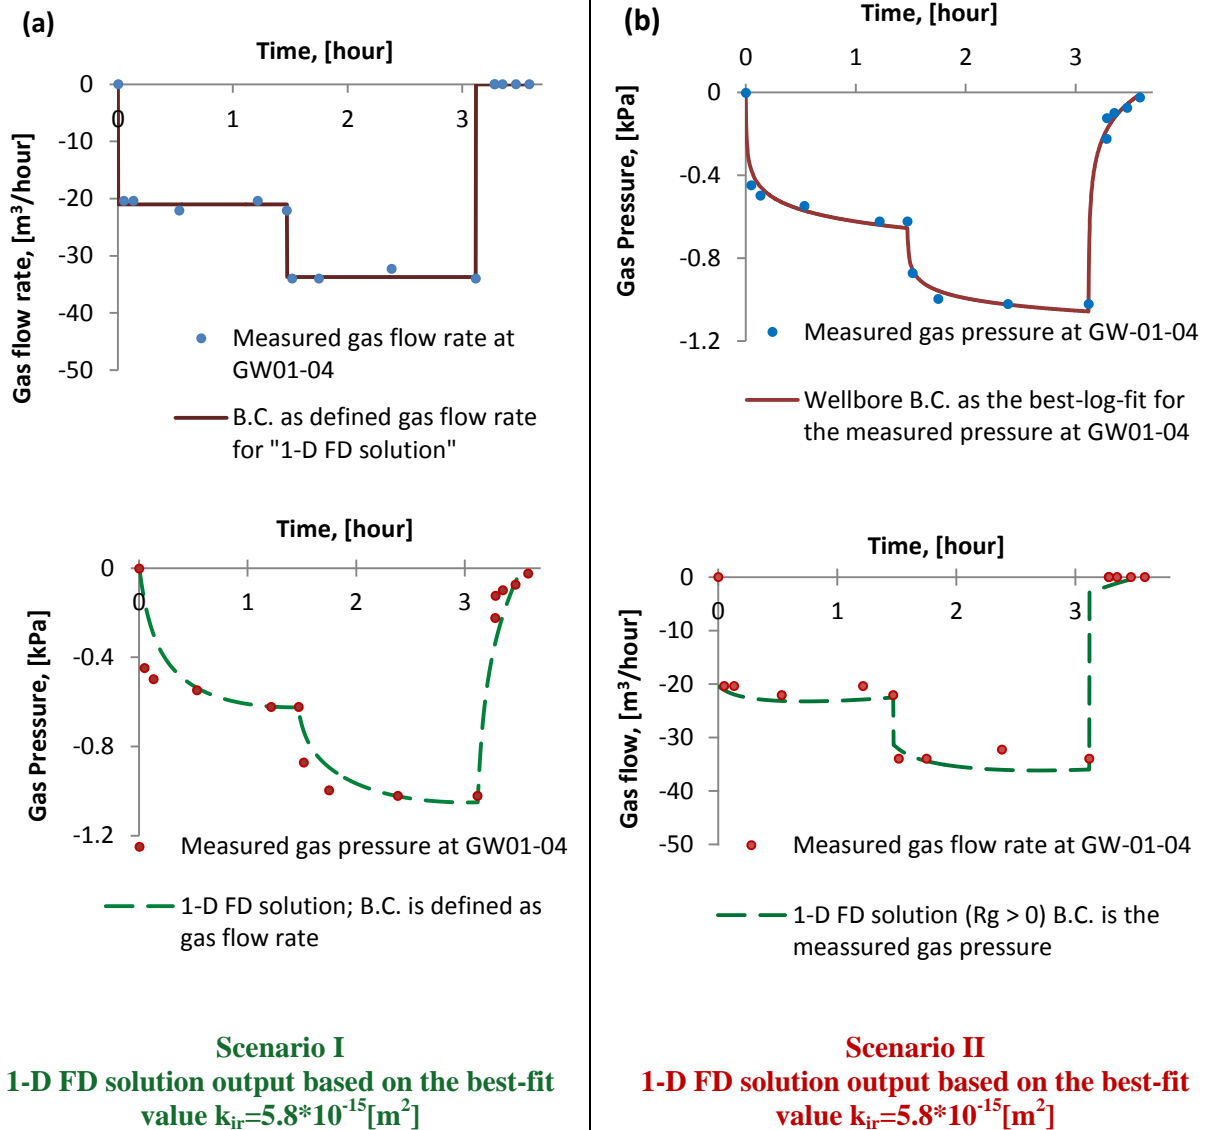 (a)
Time, [hour]
0
0
1
2
3
-10
-20
-30
-40
-50
Gas flow rate, [m³/hour]
Measured gas flow rate at
GW01-04
B.C. as defined gas flow rate
for "1-D FD solution"
Time, [hour]
0
0
1
2
3
-0.4
-0.8
-1.2
Gas Pressure, [kPa]
Measured gas pressure at GW01-04
1-D FD solution; B.C. is defined as
gas flow rate
Scenario I
1-D FD solution output based on the best-fit
value kir=5.8*10-15[m2]
(b)
Time, [hour]
0
1
2
3
0
-0.4
-0.8
-1.2
Gas Pressure, [kPa]
Measured gas pressure at GW-01-04
Wellbore B.C. as the best-log-fit for
the measured pressure at GW01-04
Time, [hour]
0
0
1
2
3
-10
-20
-30
-40
-50
Gas flow, [m³/hour]
Measured gas flow rate at GW-01-04
1-D FD solution (Rg > 0) B.C. is the
meassured gas pressure
Scenario II
1-D FD solution output based on the best-fit
value kir=5.8*10-15[m2]